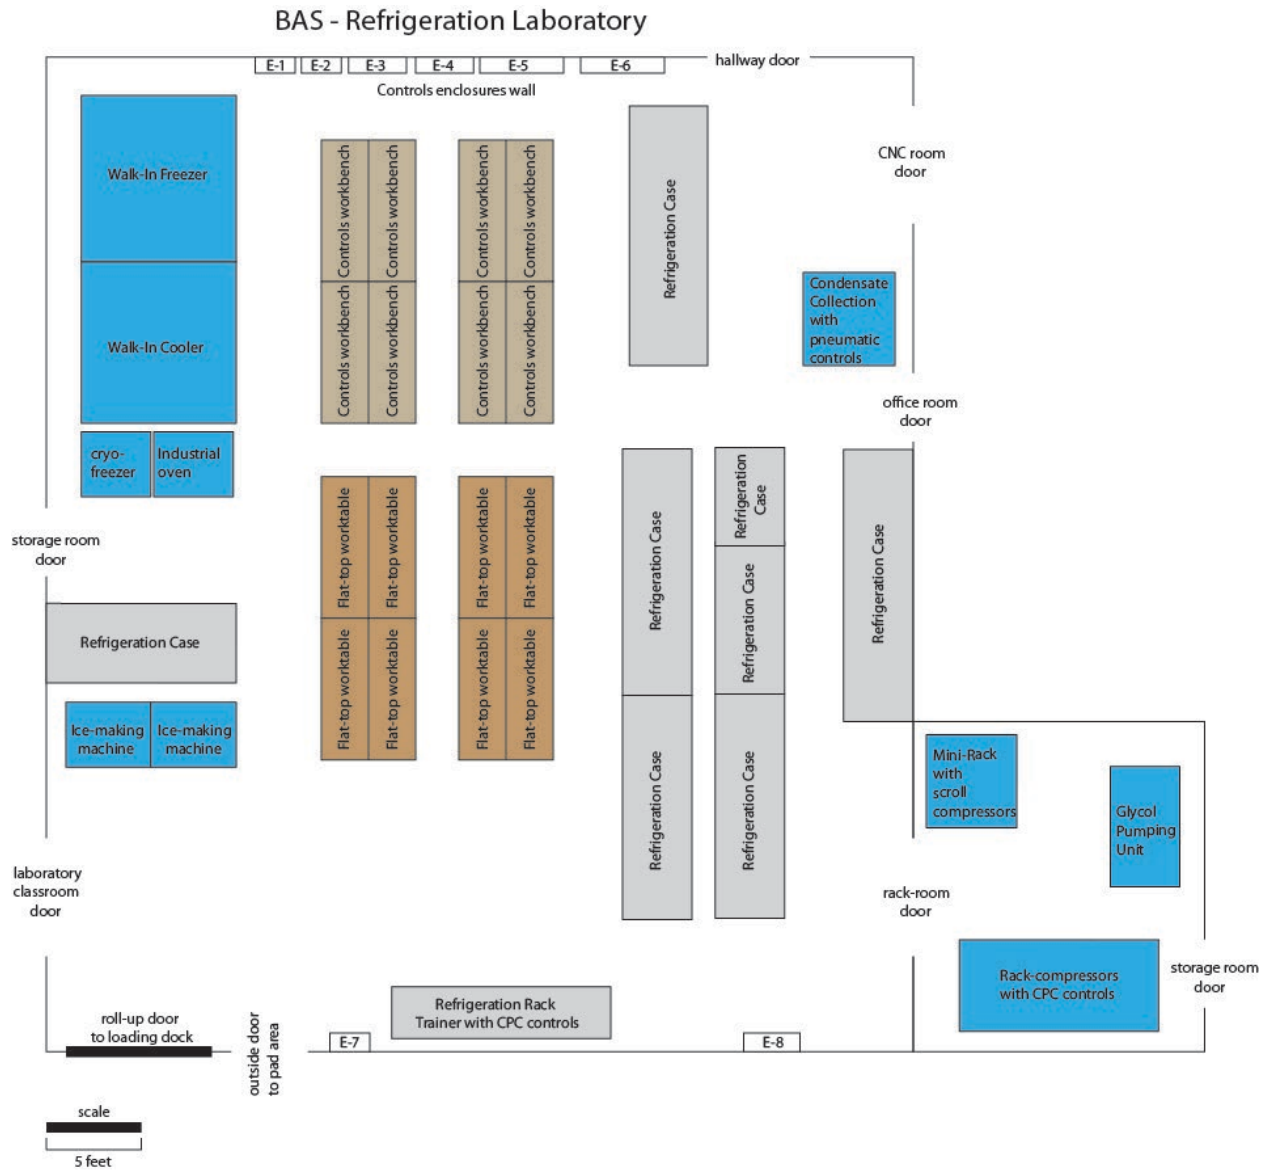 BAS - Refrigeration Laboratory
E-1
E-2
E-3
E-4
E-5
E-6
hallway door
Controls enclosures wall
Walk-In Freezer
Walk-In Cooler
cryo-
freezer
Industrial
oven
storage room
door
Refrigeration Case
Ice-making
machine
Ice-making
machine
laboratory
classroom
door
roll-up door
to loading dock
outside door
to pad area
scale
5 feet
Controls workbench
Controls workbench
Controls workbench
Controls workbench
Controls workbench
Controls workbench
Controls workbench
Controls workbench
Flat-top worktable
Flat-top worktable
Flat-top worktable
Flat-top worktable
Flat-top worktable
Flat-top worktable
Flat-top worktable
Flat-top worktable
Refrigeration Case
CNC room
door
Condensate
Collection
with
pneumatic
controls
office room
door
Refrigeration Case
Refrigeration
Case
Refrigeration Case
Refrigeration Case
Refrigeration Case
Refrigeration Case
Mini-Rack
with
scroll
compressors
Glycol
Pumping
Unit
rack-room
door
Rack-compressors
with CPC controls
storage room
door
Refrigeration Rack
Trainer with CPC controls
E-7
E-8